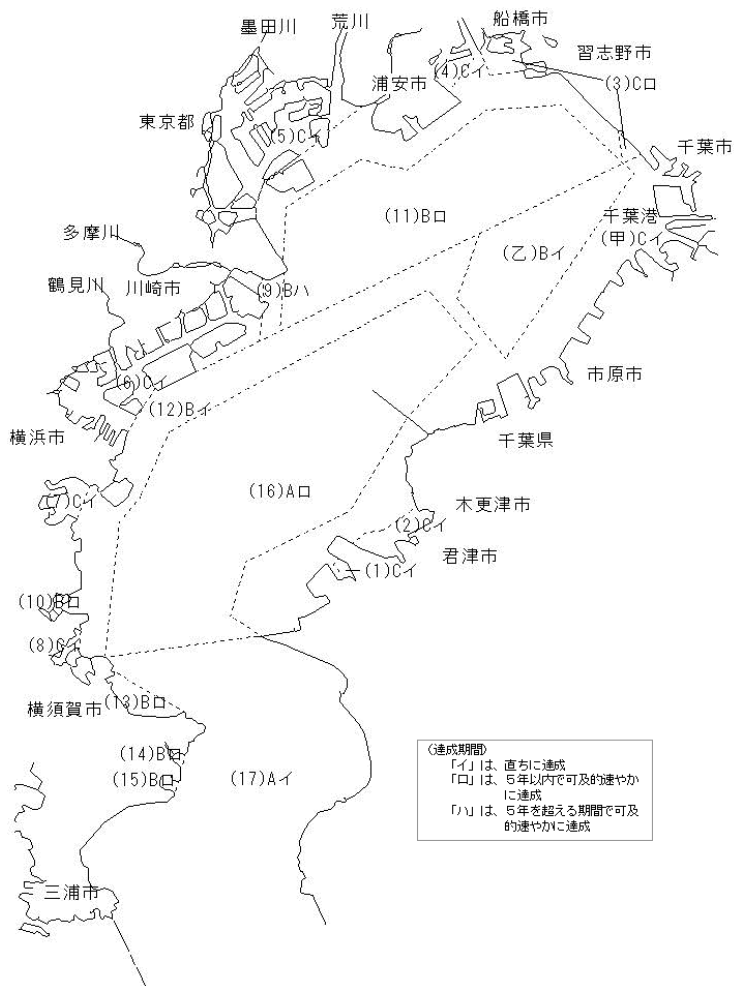 船橋市
墨田川
荒川
習志野市
(4)Cイ
浦安市
(3)Cロ
東京都
(5)Cイ
千葉市
(11)Bロ
千葉港
(甲)Cイ
多摩川
(乙)Bイ
鶴見川
川崎市
(9)Bハ
市原市
(6)Cイ
(12)Bイ
横浜市
千葉県
(16)Aロ
(7)Cイ
木更津市
(2)Cイ
君津市
(1)Cイ
(10)Bロ
(8)Cイ
横須賀市
(13)Bロ
(14)Bロ
(15)Bロ
(17)Aイ
〈達成期間〉
「イ」は、直ちに達成
「ロ」は、5年以内で可及的速やか
に達成
「ハ」は、5年を超える期間で可及
的速やかに達成
三浦市